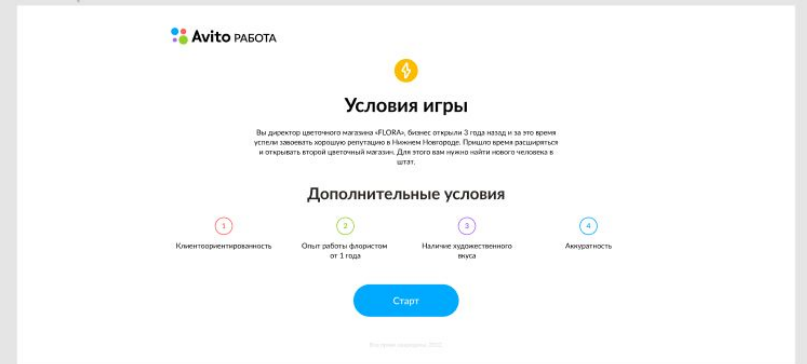 Avito РАБОТА
Условия игры
Вы директор цветочного магазина «FLORA», бизнес открыли 3 года назад и за это время
успели завоевать хорошую репутацию в Нижнем Новгороде. Пришло время расширяться
и открывать второй цветочный магазин. Для этого вам нужно найти нового человека в
штат.
Дополнительные условия
1 2 3 4
Клиентоориентированность Опыт работы флористом Наличие художественного Аккуратность
от 1 года вкуса
Старт